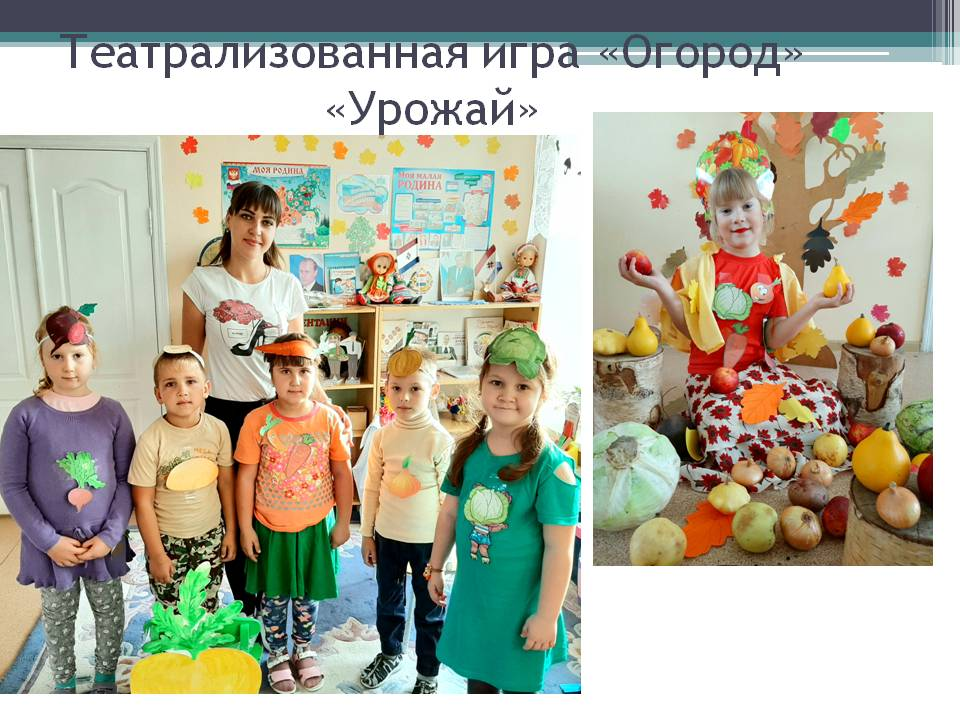 Театрализованная игра «Огород»
«Урожай»
МОЯ РОДИНА
МОЯ МАЛАЯ
РОДИНА